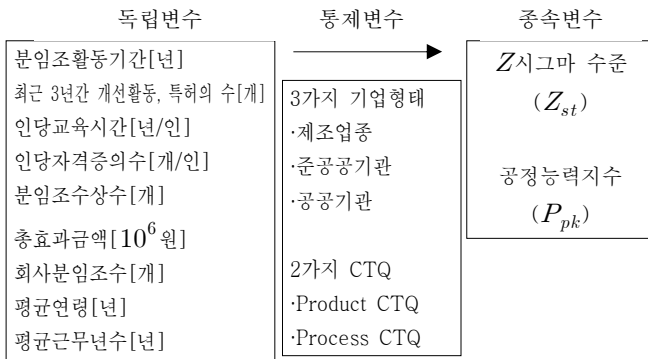 독립변수
통제변수
종속변수
분임조활동기간[년]
최근 3년간 개선활동, 특허의 수[개]
인당교육시간[년/인]
인당자격증의수[개/인]
분임조수상수[개]
총효과금액[10^6원]
회사분임조수[개]
평균연령[년]
평균근무년수[년]
3가지 기업형태
·제조업종
·준공공기관
·공공기관
2가지 CTQ
·Product CTQ
·Process CTQ
Z시그마 수준
(Z_{st})
공정능력지수
(P_{pk})